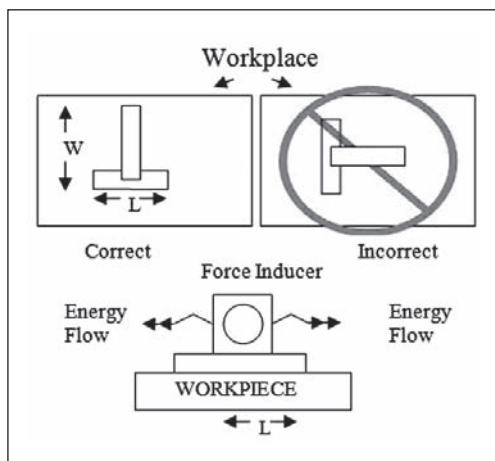 Workplace
W
L
Correct
Incorrect
Force Inducer
Energy
Flow
Energy
Flow
WORKPIECE
L